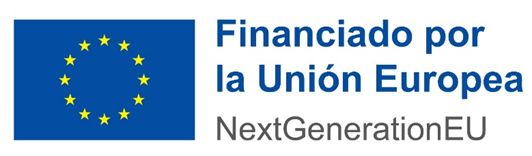 Financiado por
la Unión Europea
NextGenerationEU